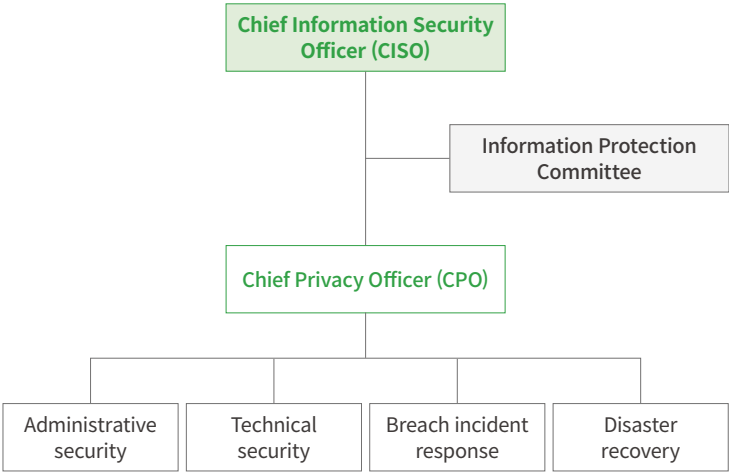 Chief Information Security
Officer (CISO)
Information Protection
Committee
Chief Privacy Officer (CPO)
Administrative
security
Technical
security
Breach incident
response
Disaster
recovery